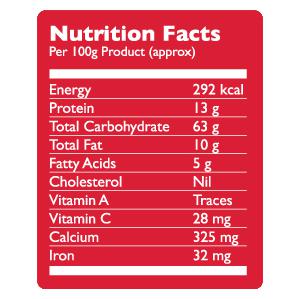 Nutrition Facts
Per 100g Product (approx)
Energy 292 kcal
Protein 13 g
Total Carbohydrate 63 g
Total Fat 10 g
Fatty Acids 5 g
Cholesterol Nil
Vitamin A Traces
Vitamin C 28 mg
Calcium 325 mg
Iron 32 mg